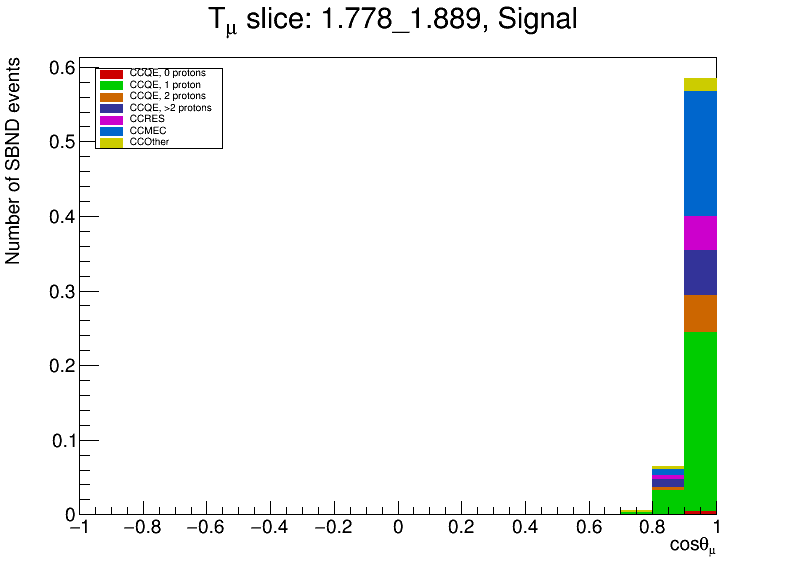 Tμ slice: 1.778_1.889, Signal
Number of SBND events
0.6
0.5
0.4
0.3
0.2
0.1
0
CCQE, 0 protons
CCQE, 1 proton
CCQE, 2 protons
CCQE, >2 protons
CCRES
CCMEC
CCOther
−1 −0.8 −0.6 −0.4 −0.2 0 0.2 0.4 0.6 0.8 1
cosθμ